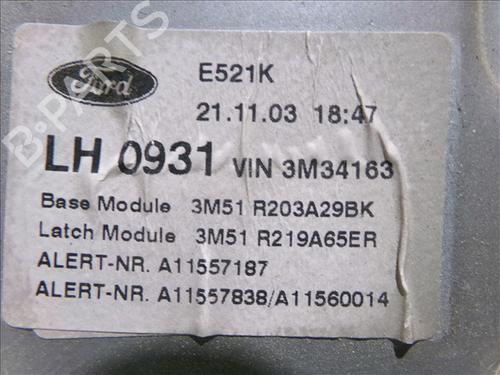 Ford
E521K
21.11.03 18:47
LH 0931 VIN 3M34163
Base Module 3M51 R203A29BK
Latch Module 3M51 R219A65ER
ALERT-NR. A11557187
ALERT-NR. A11557838/A11560014
B-PARTS